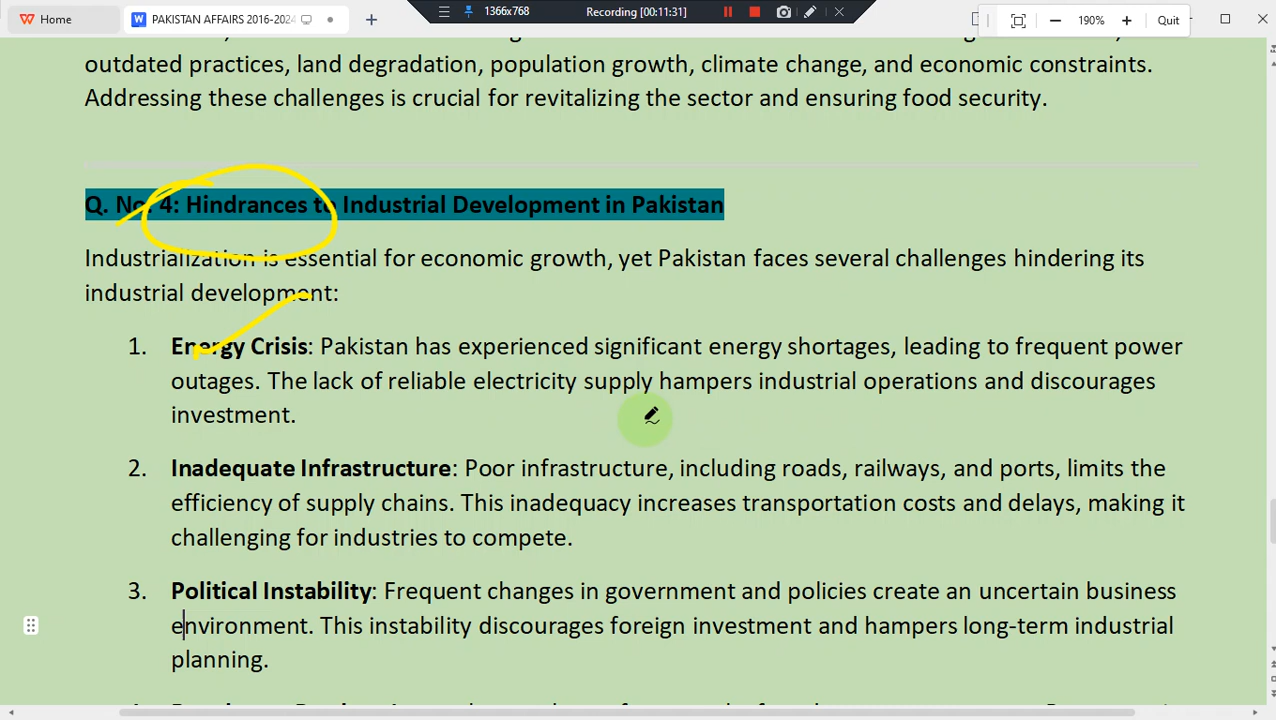 Home
PAKISTAN AFFAIRS 2016-2024
1366x768
Recording [00:11:31]
190%
Quit
outdated practices, land degradation, population growth, climate change, and economic constraints.
Addressing these challenges is crucial for revitalizing the sector and ensuring food security.
Q. No. 4: Hindrances to Industrial Development in Pakistan
Industrialization is essential for economic growth, yet Pakistan faces several challenges hindering its
industrial development:
1. Energy Crisis: Pakistan has experienced significant energy shortages, leading to frequent power
outages. The lack of reliable electricity supply hampers industrial operations and discourages
investment.
2. Inadequate Infrastructure: Poor infrastructure, including roads, railways, and ports, limits the
efficiency of supply chains. This inadequacy increases transportation costs and delays, making it
challenging for industries to compete.
3. Political Instability: Frequent changes in government and policies create an uncertain business
environment. This instability discourages foreign investment and hampers long-term industrial
planning.